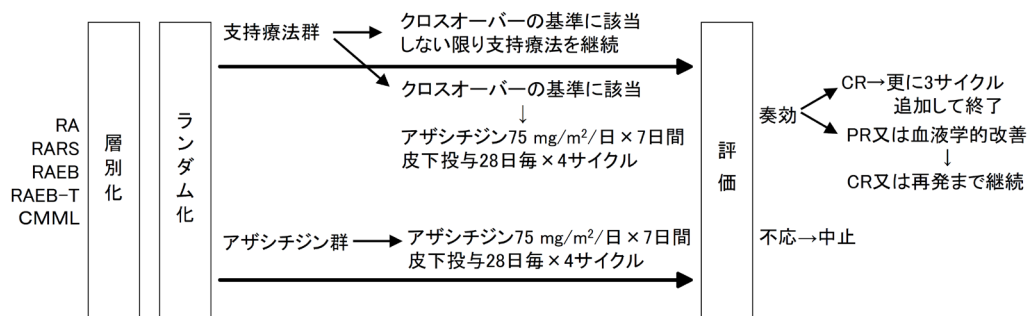 RA
RARS
RAEB
RAEB-T
CMML
層別化
ランダム化
支持療法群
クロスオーバーの基準に該当
しない限り支持療法を継続
クロスオーバーの基準に該当
↓
アザシチジン75 mg/m²/日×7日間
皮下投与28日毎×4サイクル
アザシチジン群
アザシチジン75 mg/m²/日×7日間
皮下投与28日毎×4サイクル
評価
奏効
CR→更に3サイクル
追加して終了
PR又は血液学的改善
↓
CR又は再発まで継続
不応→中止